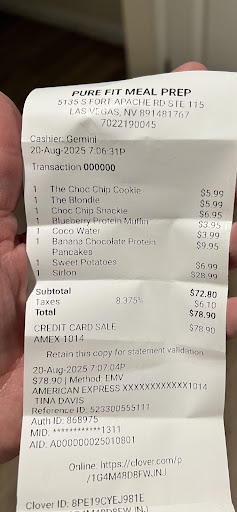 PURE FIT MEAL PREP
5135 S FORT APACHE RD STE 115
LAS VEGAS, NV 891481767
7022190045
Cashier: Gemini
20-Aug-2025 7:06:31P
Transaction 000000
1 The Choc Chip Cookie $5.99
1 The Blondie $5.99
1 Choc Chip Snackie $6.95
1 Blueberry Protein Muffin $3.95
1 Coco Water $3.99
1 Banana Chocolate Protein $9.95
Pancakes
1 Sweet Potatoes $6.99
1 Sirlon $28.99
Subtotal $72.80
Taxes 8.375% $6.10
Total $78.90
CREDIT CARD SALE $78.90
AMEX 1014
Retain this copy for statement validation
20-Aug-2025 7:07:04P
$78.90 | Method: EMV
AMERICAN EXPRESS XXXXXXXXXXX1014
TINA DAVIS
Reference ID: 523300555111
Auth ID: 868975
MID: ***********1311
AID: A00000002501080​1
Online: https://clover.com/p
/1G4M48D8FWJNJ
Clover ID: 8PE19CYEJ981E